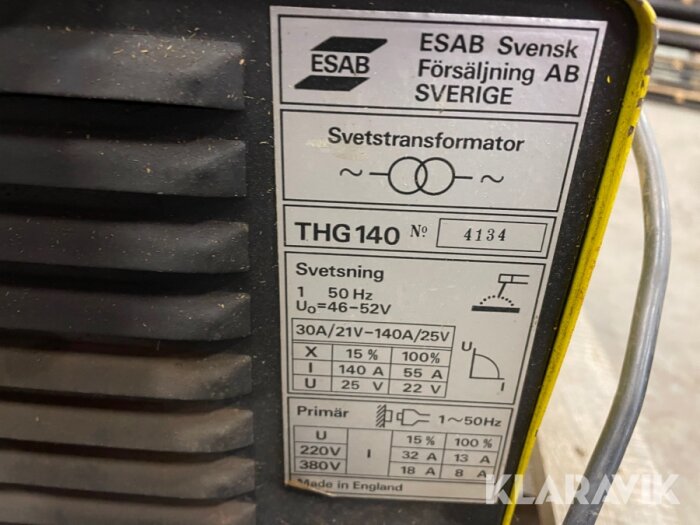 ESAB
ESAB Svensk
Försäljning AB
SVERIGE
Svetstransformator
~ ~
THG 140 No 4134
Svetsning
1 50 Hz
U0=46-52V
30A/21V-140A/25V
X 15% 100%
I 140 A 55 A
U 25 V 22 V
U
I
Primär 1~50Hz
U I 15% 100%
220V 32 A 13 A
380V 18 A 8 A
Made in England
KLARAVIK